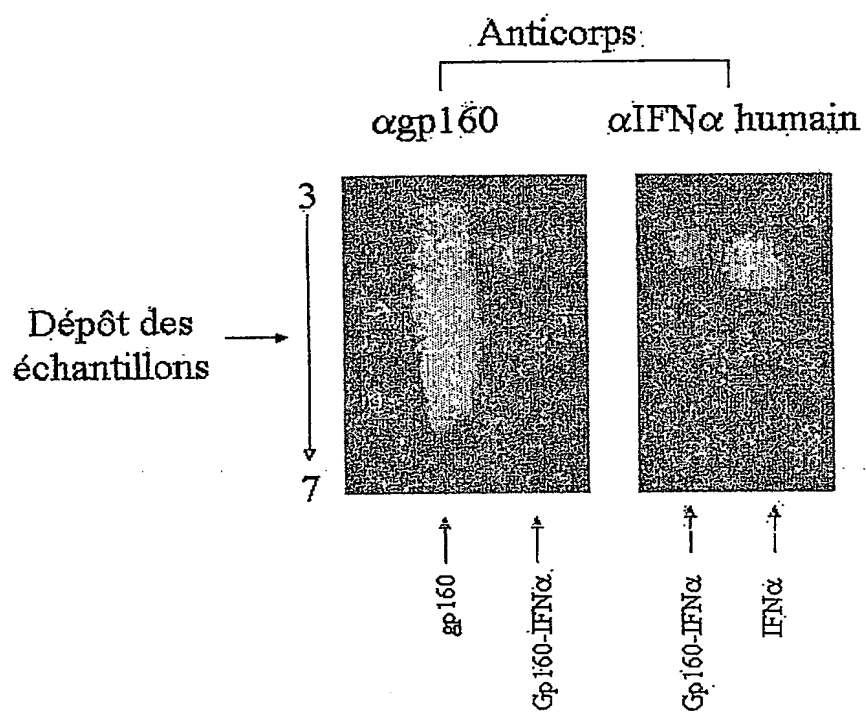 Anticorps
αgp160
αIFNα humain
3
Dépôt des
échantillons
7
gp160
Gp160-IFNα
Gp160-IFNα
IFNα